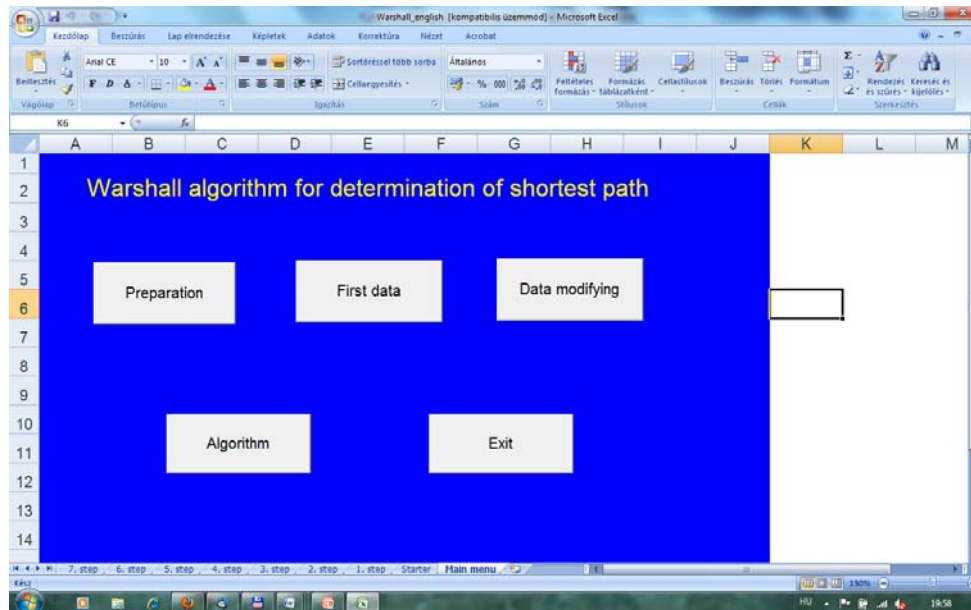 Warshall_english [kompatibilis üzemmód] - Microsoft Excel
Kezdőlap Beszúrás Lap elrendezése Képletek Adatok Korrektúra Nézet Acrobat
Beillesztés
Arial CE 10
Sortöréssel több sorba
Általános
F D A
Cellaegyesítés
% 000
Feltételes formázás
Formázás táblázatként
Cellastílusok
Beszúrás Törlés Formátum
Rendezés és szűrés
Keresés és kijelölés
Vágólap Betűtípus Igazítás Szám Stílusok Cellák Szerkesztés
K6 fx
A B C D E F G H I J K L M
1
2 Warshall algorithm for determination of shortest path
3
4
5 Preparation First data Data modifying
6
7
8
9
10
Algorithm Exit
11
12
13
14
7. step 6. step 5. step 4. step 3. step 2. step 1. step Starter Main menu
Kész 150%
HU 19:58